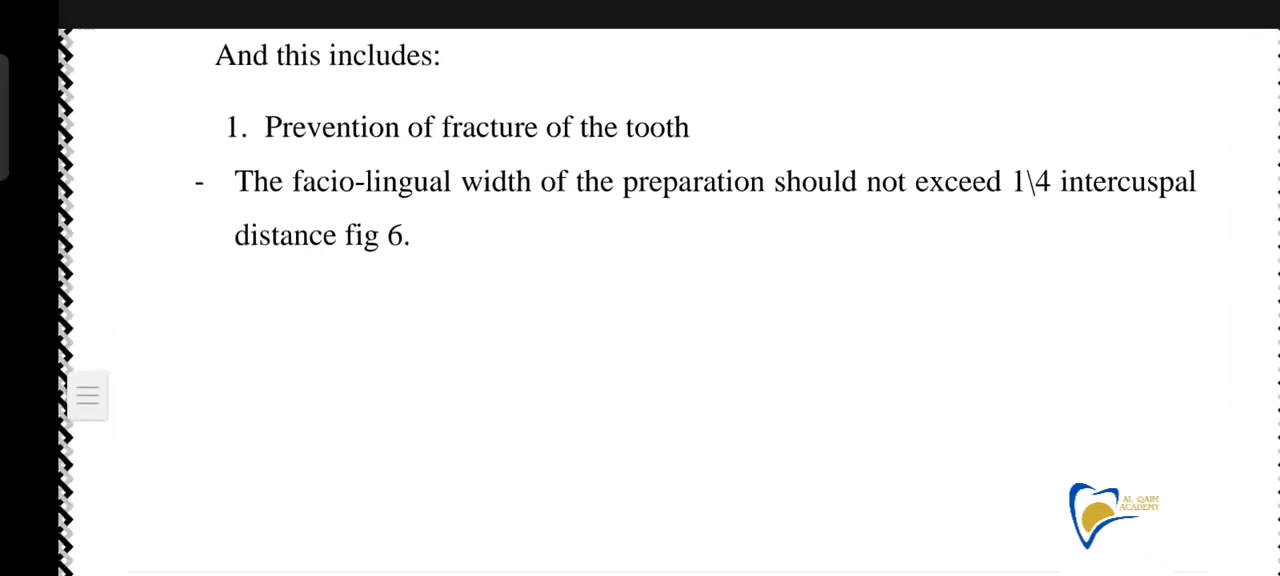 And this includes:
1. Prevention of fracture of the tooth
- The facio-lingual width of the preparation should not exceed 1\4 intercuspal
distance fig 6.
AL QAIM
ACADEMY